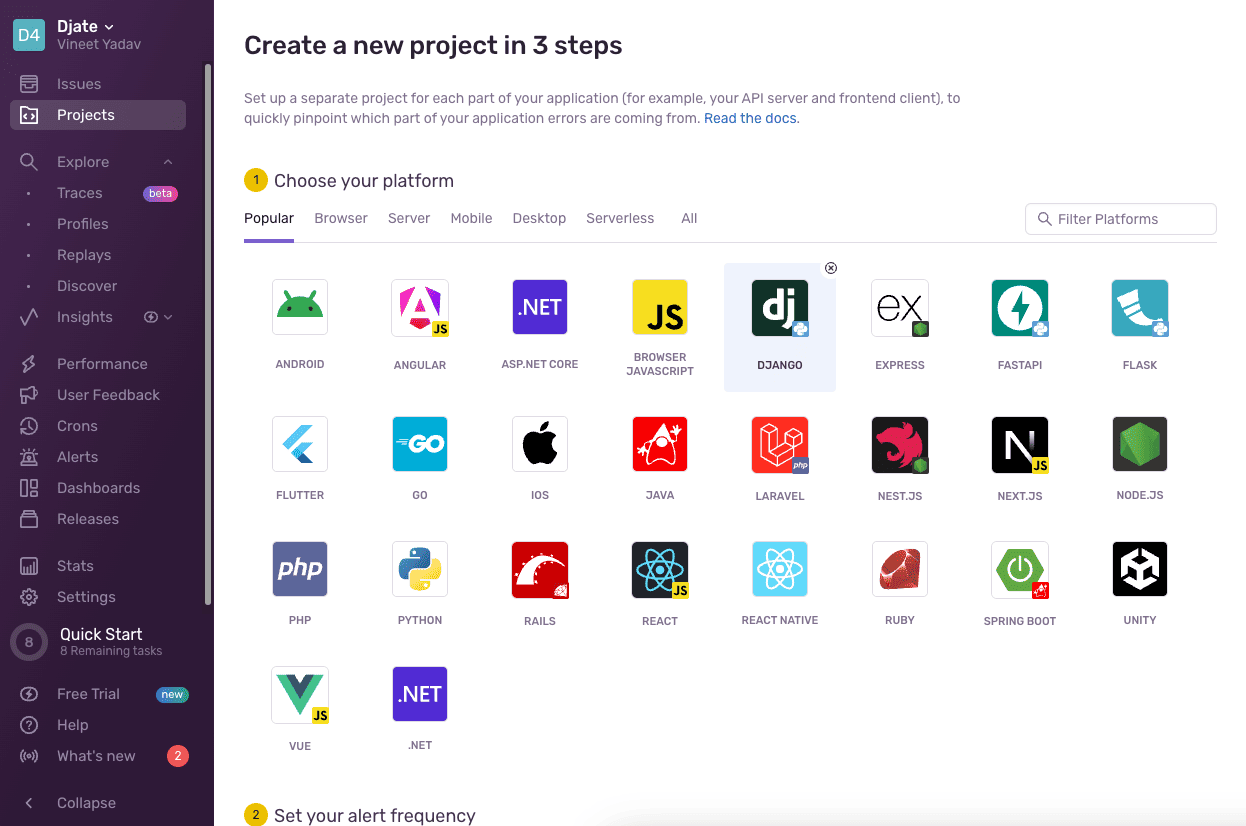 D4
Djate
Vineet Yadav
Issues
Projects
Explore
Traces
beta
Profiles
Replays
Discover
Insights
Performance
User Feedback
Crons
Alerts
Dashboards
Releases
Stats
Settings
8
Quick Start
8 Remaining tasks
Free Trial
new
Help
What's new
2
Collapse
Create a new project in 3 steps
Set up a separate project for each part of your application (for example, your API server and frontend client), to
quickly pinpoint which part of your application errors are coming from. Read the docs.
1 Choose your platform
Popular Browser Server Mobile Desktop Serverless All
Filter Platforms
JS
.NET
JS
dj
ex
ANDROID
ANGULAR
ASP.NET CORE
BROWSER
JAVASCRIPT
DJANGO
EXPRESS
FASTAPI
FLASK
GO
php
N
JS
FLUTTER
GO
IOS
JAVA
LARAVEL
NEST.JS
NEXT.JS
NODE.JS
php
JS
PHP
PYTHON
RAILS
REACT
REACT NATIVE
RUBY
SPRING BOOT
UNITY
JS
.NET
VUE
.NET
2 Set your alert frequency